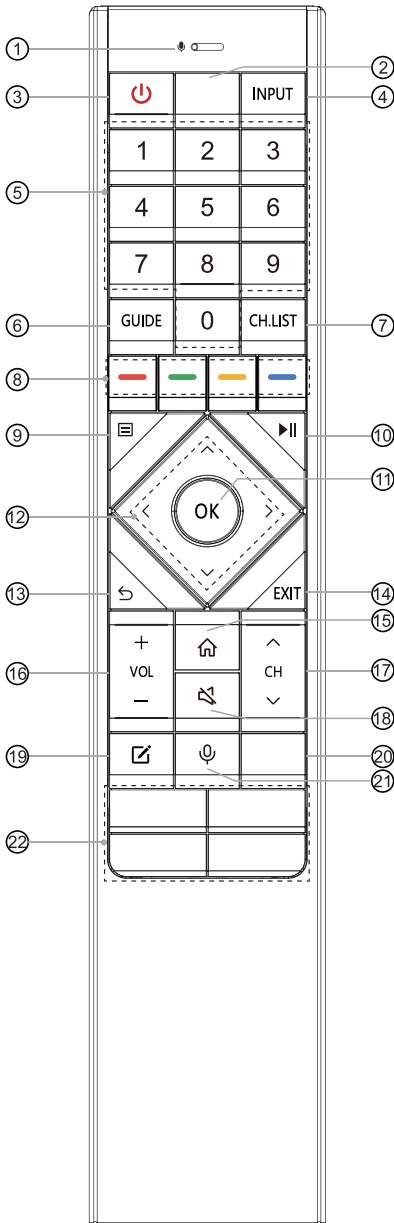 ①
②
③ INPUT ④
1 2 3
⑤
4 5 6
7 8 9
⑥ GUIDE 0 CH.LIST ⑦
⑧
⑨ ⑩
⑪
OK
⑫
⑬ EXIT ⑭
⑮
+
⑯ VOL CH ⑰
−
⑱
⑲ ⑳
㉑
㉒